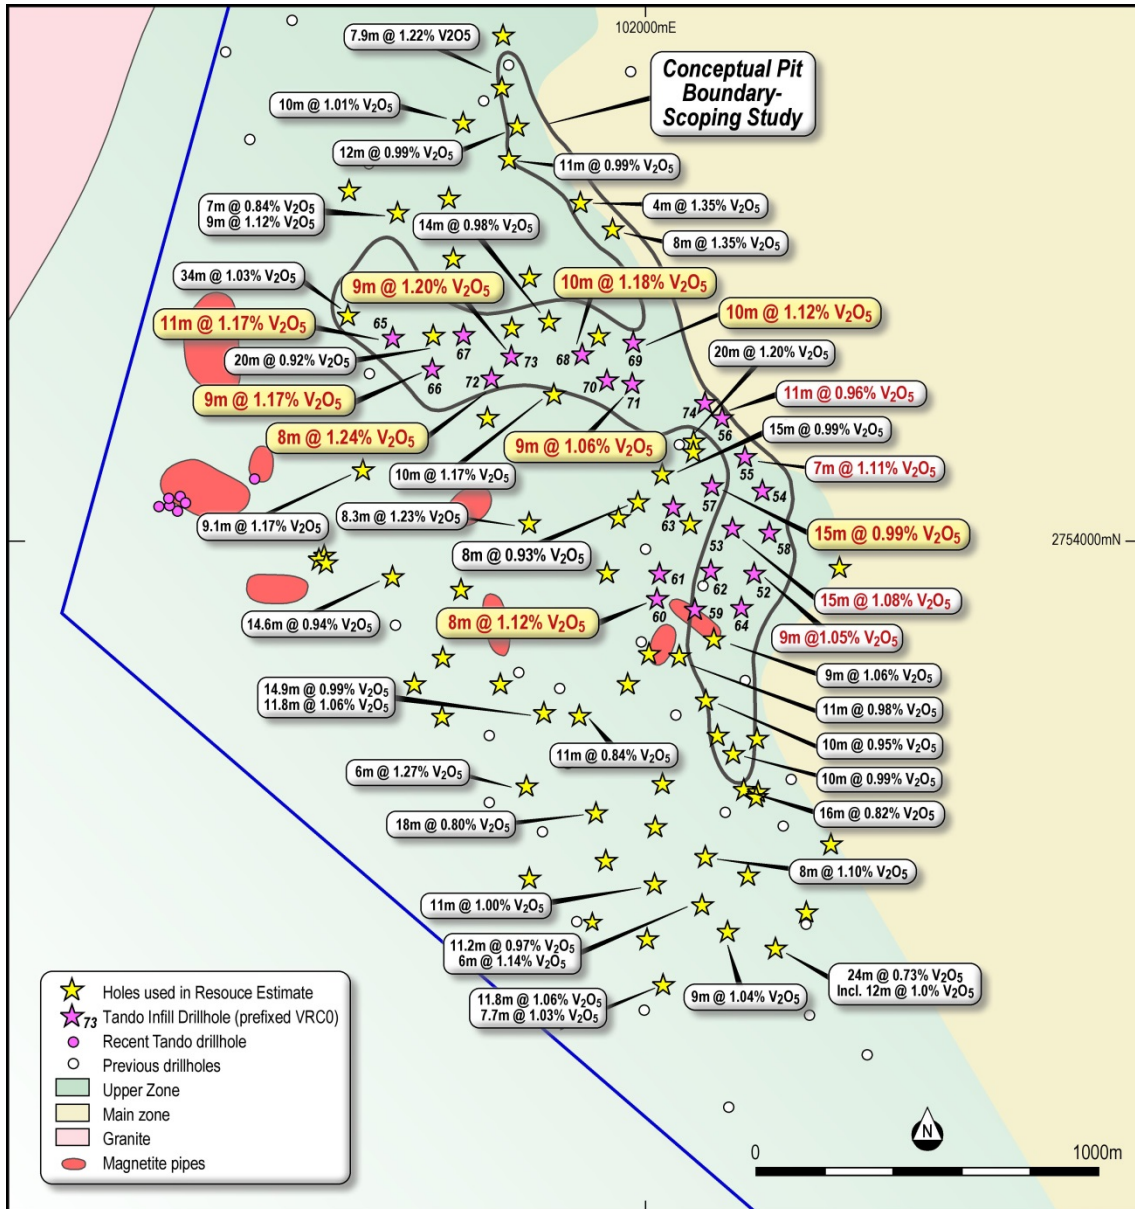 102000mE
7.9m @ 1.22% V2O5
Conceptual Pit
Boundary-
Scoping Study
10m @ 1.01% V₂O₅
12m @ 0.99% V₂O₅
11m @ 0.99% V₂O₅
7m @ 0.84% V₂O₅
9m @ 1.12% V₂O₅
4m @ 1.35% V₂O₅
14m @ 0.98% V₂O₅
8m @ 1.35% V₂O₅
34m @ 1.03% V₂O₅
9m @ 1.20% V₂O₅
10m @ 1.18% V₂O₅
11m @ 1.17% V₂O₅
10m @ 1.12% V₂O₅
65
67
73
68
69
20m @ 0.92% V₂O₅
20m @ 1.20% V₂O₅
66
72
70
71
9m @ 1.17% V₂O₅
11m @ 0.96% V₂O₅
74
56
8m @ 1.24% V₂O₅
9m @ 1.06% V₂O₅
15m @ 0.99% V₂O₅
10m @ 1.17% V₂O₅
55
7m @ 1.11% V₂O₅
57
54
9.1m @ 1.17% V₂O₅
8.3m @ 1.23% V₂O₅
63
15m @ 0.99% V₂O₅
8m @ 0.93% V₂O₅
53
58
2754000mN
61
62
52
15m @ 1.08% V₂O₅
60
59
64
14.6m @ 0.94% V₂O₅
8m @ 1.12% V₂O₅
9m @1.05% V₂O₅
9m @ 1.06% V₂O₅
14.9m @ 0.99% V₂O₅
11.8m @ 1.06% V₂O₅
11m @ 0.98% V₂O₅
10m @ 0.95% V₂O₅
11m @ 0.84% V₂O₅
6m @ 1.27% V₂O₅
10m @ 0.99% V₂O₅
18m @ 0.80% V₂O₅
16m @ 0.82% V₂O₅
8m @ 1.10% V₂O₅
11m @ 1.00% V₂O₅
11.2m @ 0.97% V₂O₅
6m @ 1.14% V₂O₅
24m @ 0.73% V₂O₅
Incl. 12m @ 1.0% V₂O₅
11.8m @ 1.06% V₂O₅
7.7m @ 1.03% V₂O₅
9m @ 1.04% V₂O₅
Holes used in Resouce Estimate
73 Tando Infill Drillhole (prefixed VRC0)
Recent Tando drillhole
Previous drillholes
Upper Zone
Main zone
Granite
Magnetite pipes
N
0
1000m